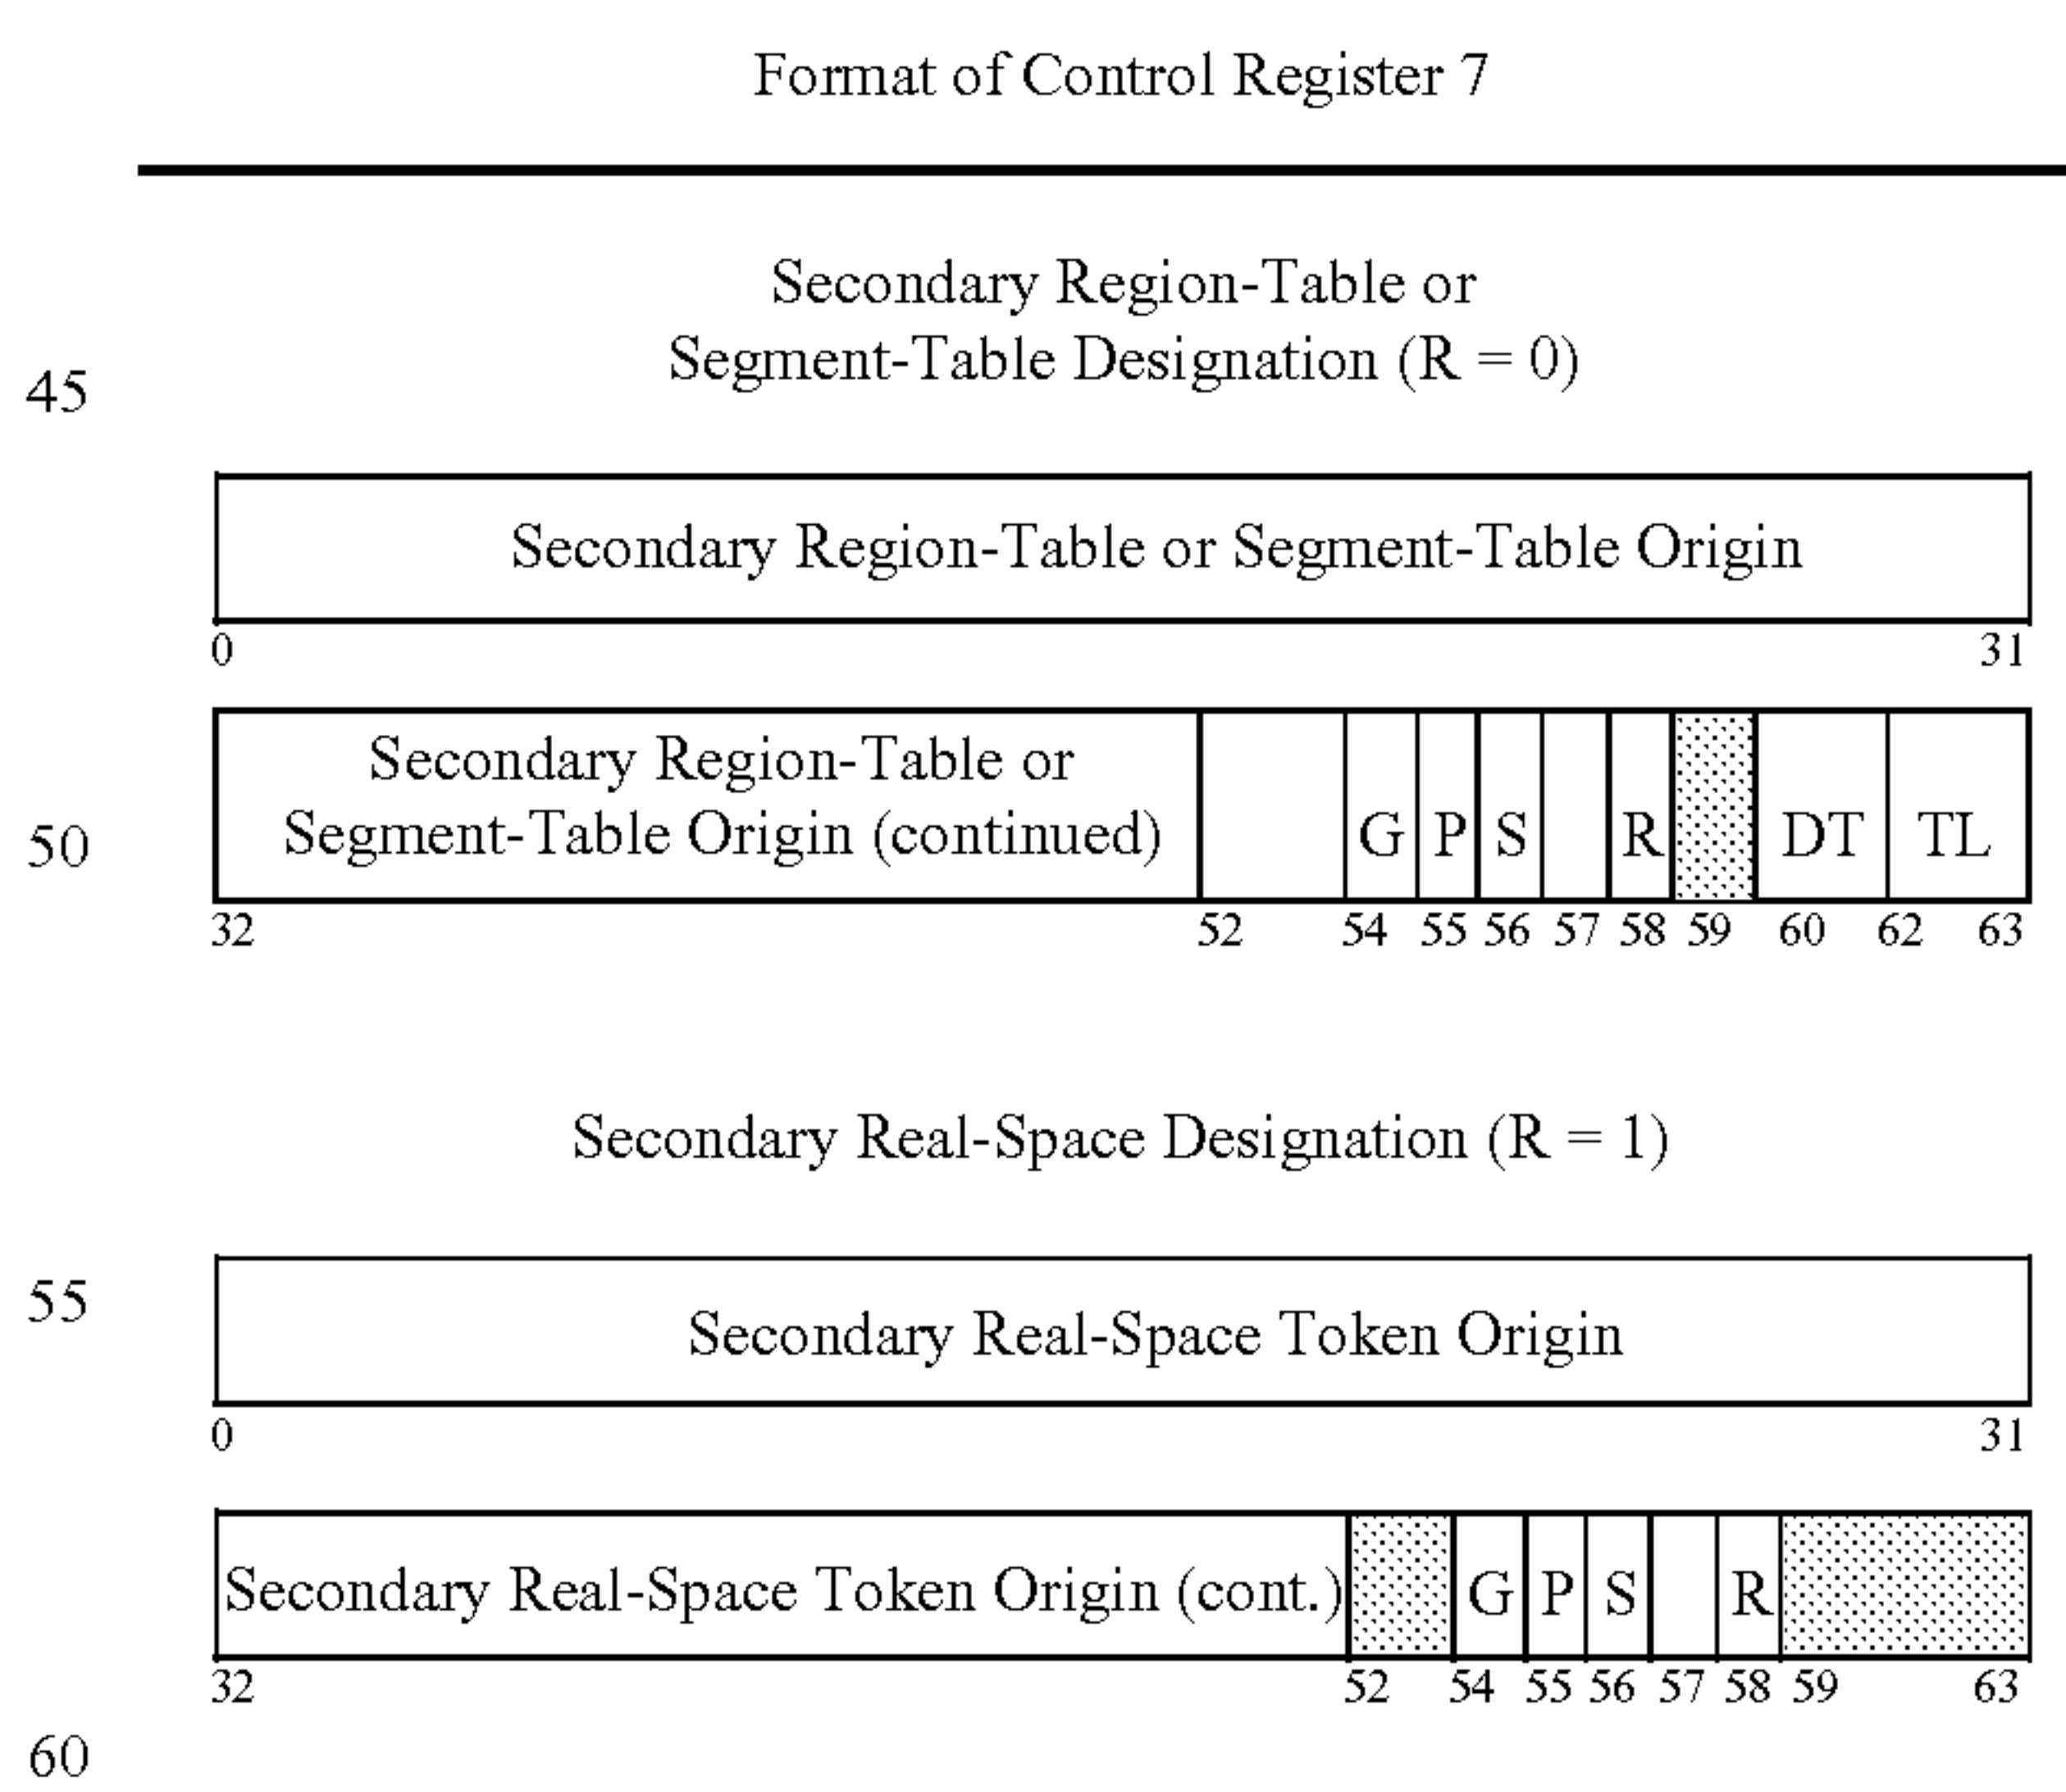 Format of Control Register 7
Secondary Region-Table or
Segment-Table Designation (R = 0)
45
Secondary Region-Table or Segment-Table Origin
0 31
Secondary Region-Table or
Segment-Table Origin (continued)
G P S R DT TL
50
32 52 54 55 56 57 58 59 60 62 63
Secondary Real-Space Designation (R = 1)
55
Secondary Real-Space Token Origin
0 31
Secondary Real-Space Token Origin (cont.) G P S R
32 52 54 55 56 57 58 59 63
60